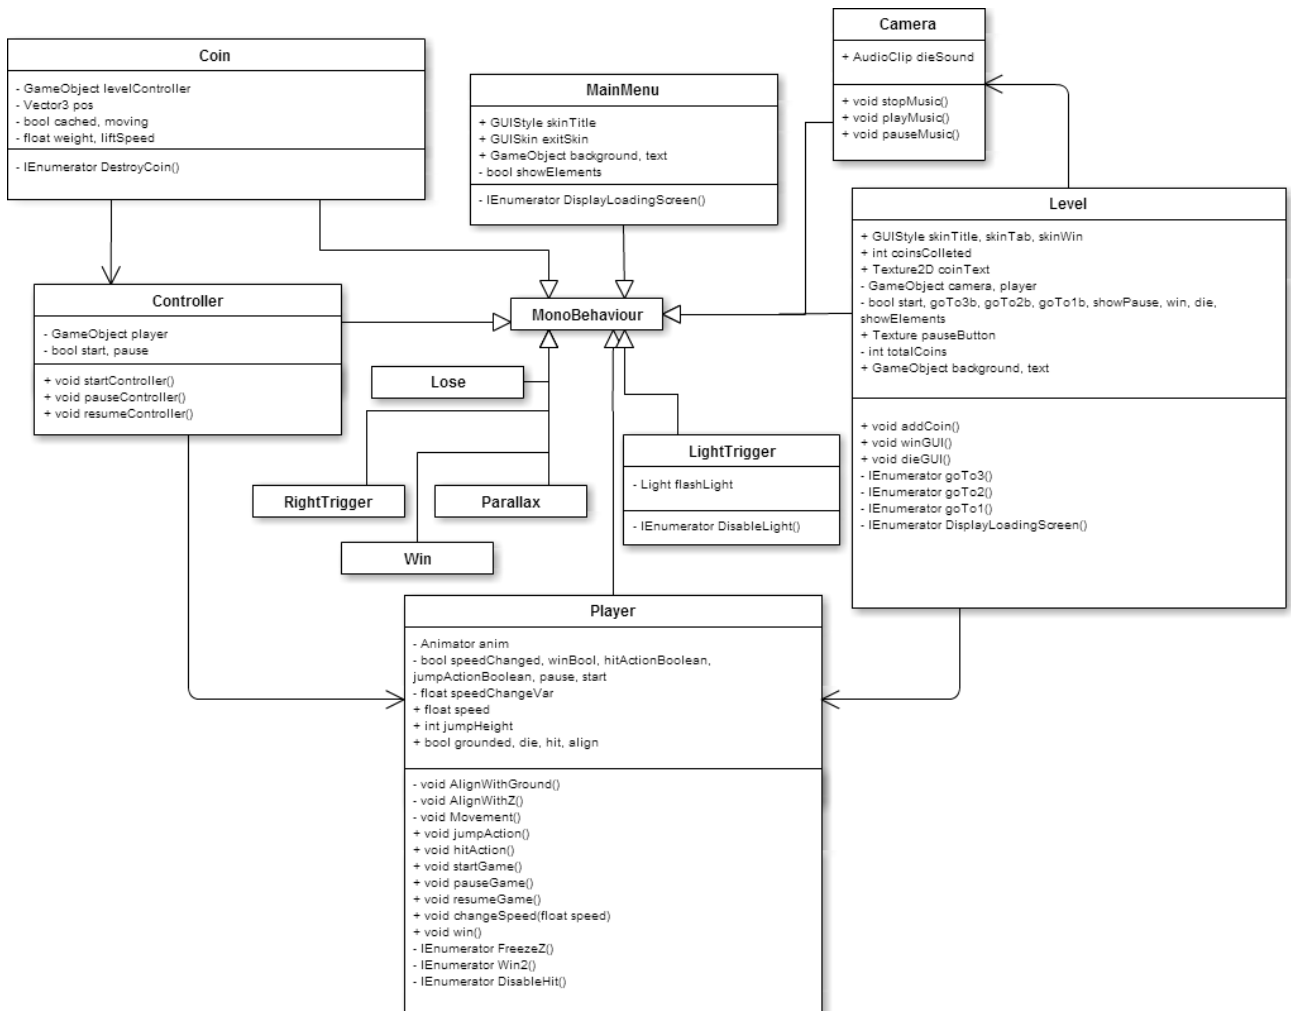 Coin
- GameObject levelController
- Vector3 pos
- bool cached, moving
- float weight, liftSpeed
- IEnumerator DestroyCoin()
MainMenu
+ GUIStyle skinTitle
+ GUISkin exitSkin
+ GameObject background, text
- bool showElements
- IEnumerator DisplayLoadingScreen()
Camera
+ AudioClip dieSound
+ void stopMusic()
+ void playMusic()
+ void pauseMusic()
Level
+ GUIStyle skinTitle, skinTab, skinWin
+ int coinsColleted
+ Texture2D coinText
- GameObject camera, player
- bool start, goTo3b, goTo2b, goTo1b, showPause, win, die,
showElements
+ Texture pauseButton
- int totalCoins
+ GameObject background, text
+ void addCoin()
+ void winGUI()
+ void dieGUI()
- IEnumerator goTo3()
- IEnumerator goTo2()
- IEnumerator goTo1()
- IEnumerator DisplayLoadingScreen()
Controller
- GameObject player
- bool start, pause
+ void startController()
+ void pauseController()
+ void resumeController()
MonoBehaviour
Lose
RightTrigger
Parallax
Win
LightTrigger
- Light flashLight
- IEnumerator DisableLight()
Player
- Animator anim
- bool speedChanged, winBool, hitActionBoolean,
jumpActionBoolean, pause, start
- float speedChangeVar
+ float speed
+ int jumpHeight
+ bool grounded, die, hit, align
- void AlignWithGround()
- void AlignWithZ()
- void Movement()
+ void jumpAction()
+ void hitAction()
+ void startGame()
+ void pauseGame()
+ void resumeGame()
+ void changeSpeed(float speed)
+ void win()
- IEnumerator FreezeZ()
- IEnumerator Win2()
- IEnumerator DisableHit()